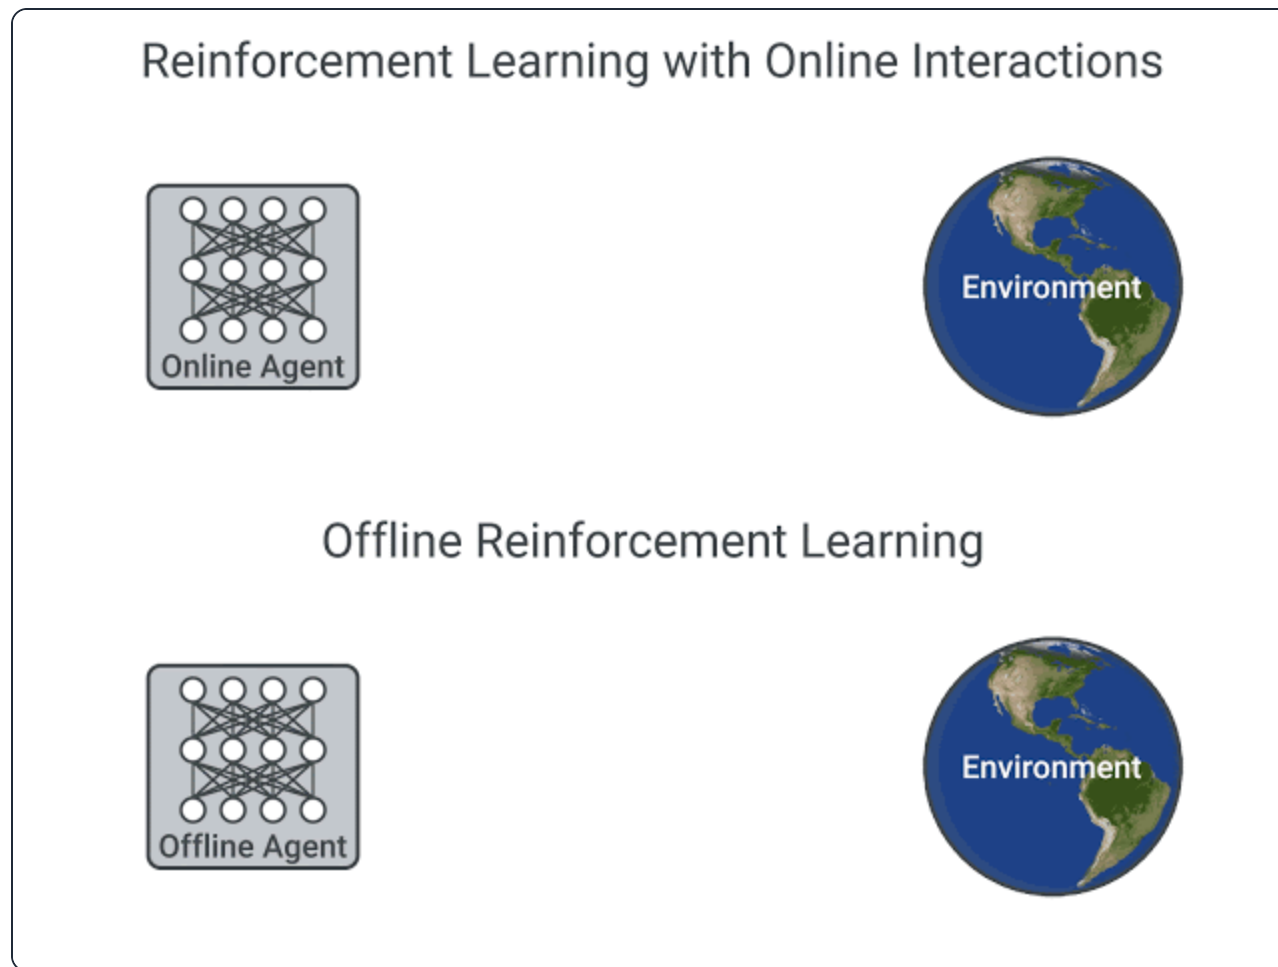 Reinforcement Learning with Online Interactions
Online Agent
Environment
Offline Reinforcement Learning
Offline Agent
Environment